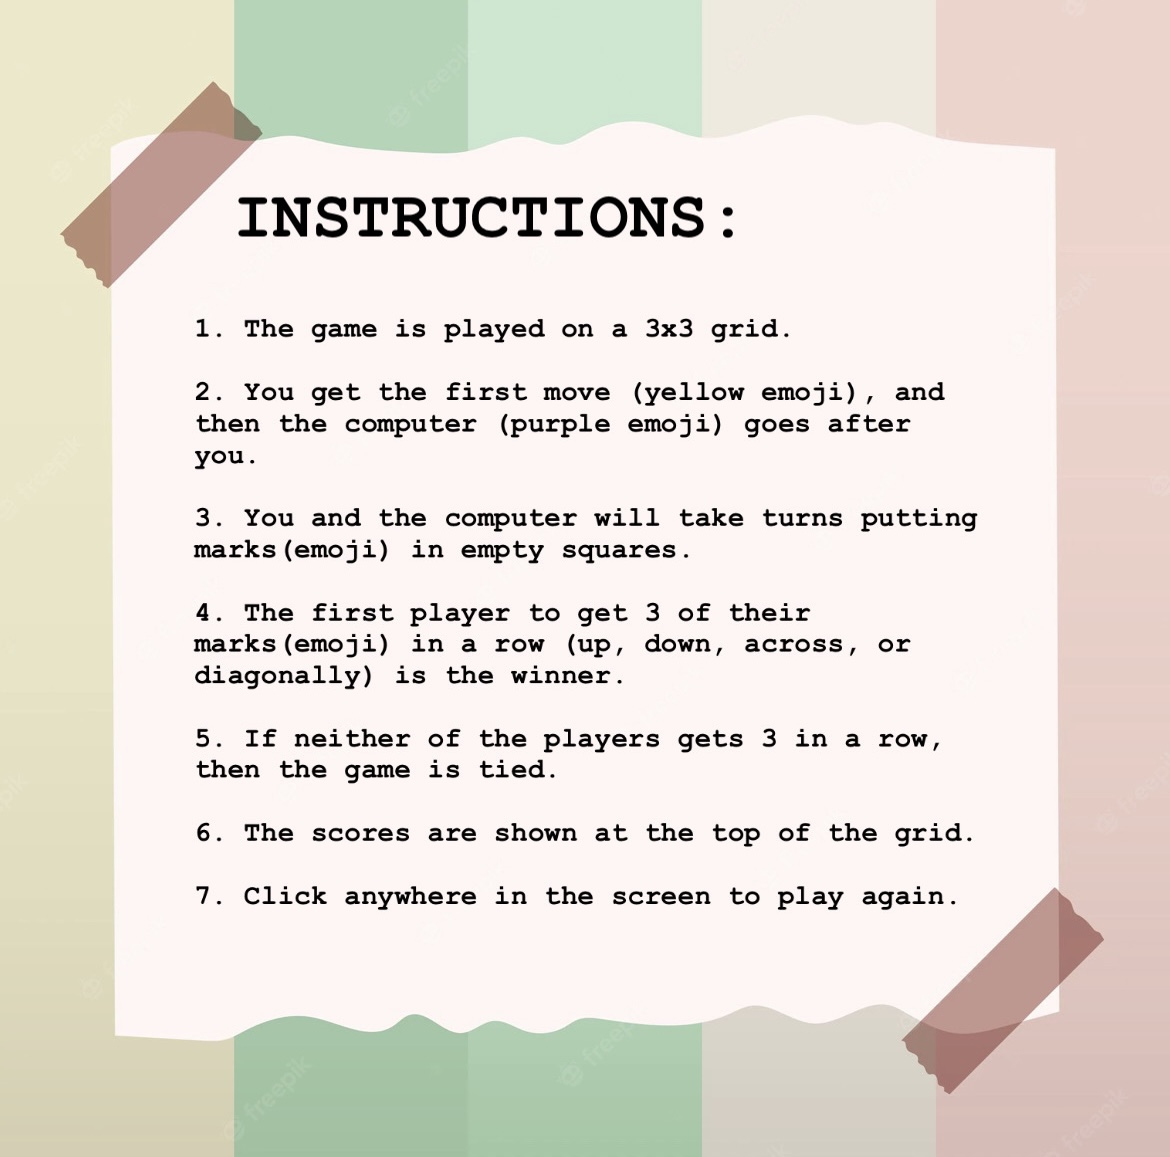 INSTRUCTIONS:
1. The game is played on a 3x3 grid.
2. You get the first move (yellow emoji), and
then the computer (purple emoji) goes after
you.
3. You and the computer will take turns putting
marks(emoji) in empty squares.
4. The first player to get 3 of their
marks(emoji) in a row (up, down, across, or
diagonally) is the winner.
5. If neither of the players gets 3 in a row,
then the game is tied.
6. The scores are shown at the top of the grid.
7. Click anywhere in the screen to play again.
freepik
freepik
freepik
freepik
freepik